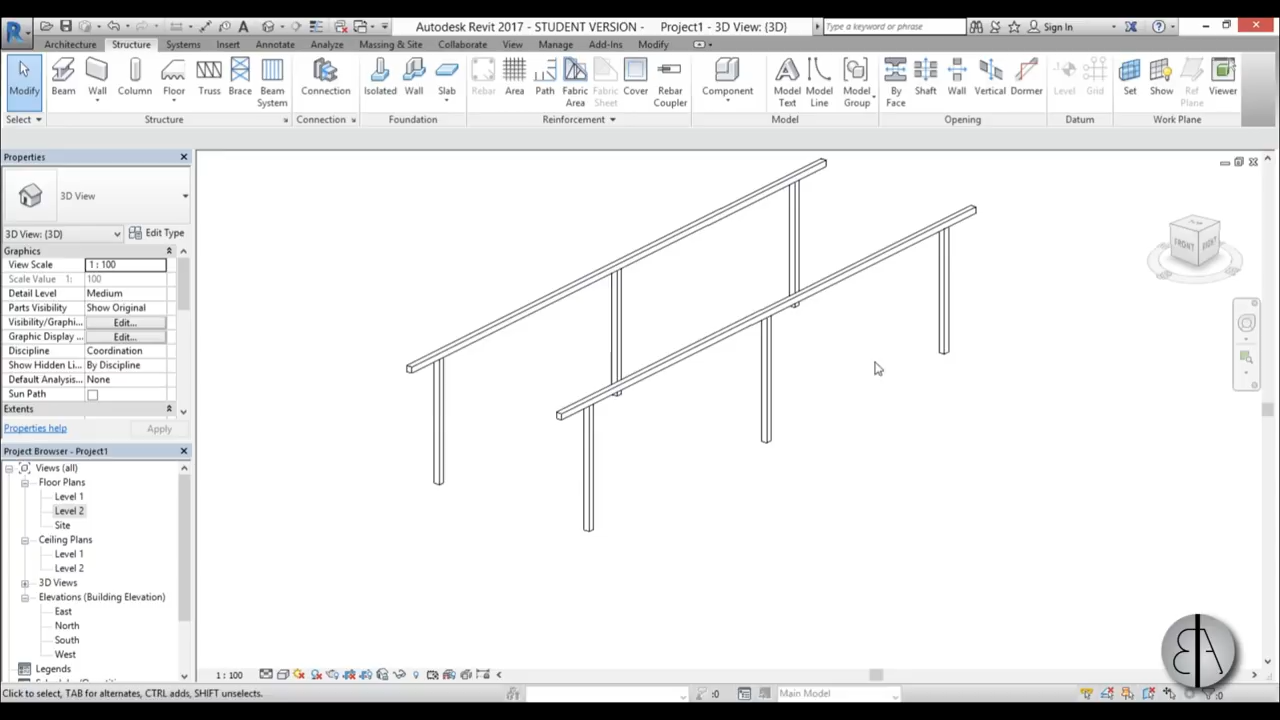 Autodesk Revit 2017 - STUDENT VERSION - Project1 - 3D View: {3D}
Type a keyword or phrase
Sign In
Architecture Structure Systems Insert Annotate Analyze Massing & Site Collaborate View Manage Add-Ins Modify
Modify Beam Wall Column Floor Truss Brace Beam System Connection Isolated Wall Slab Rebar Area Path Fabric Area Fabric Sheet Cover Rebar Coupler Component Model Text Model Line Model Group By Face Shaft Wall Vertical Dormer Level Grid Set Show Ref Plane Viewer
Select Structure Connection Foundation Reinforcement Model Opening Datum Work Plane
Properties
3D View
3D View: {3D} Edit Type
Graphics
View Scale 1 : 100
Scale Value 1: 100
Detail Level Medium
Parts Visibility Show Original
Visibility/Graphi... Edit...
Graphic Display ... Edit...
Discipline Coordination
Show Hidden Li... By Discipline
Default Analysis... None
Sun Path
Extents
Properties help Apply
Project Browser - Project1
Views (all)
Floor Plans
Level 1
Level 2
Site
Ceiling Plans
Level 1
Level 2
3D Views
Elevations (Building Elevation)
East
North
South
West
Legends
FRONT RIGHT
1 : 100
Click to select, TAB for alternates, CTRL adds, SHIFT unselects.
:0 Main Model :0